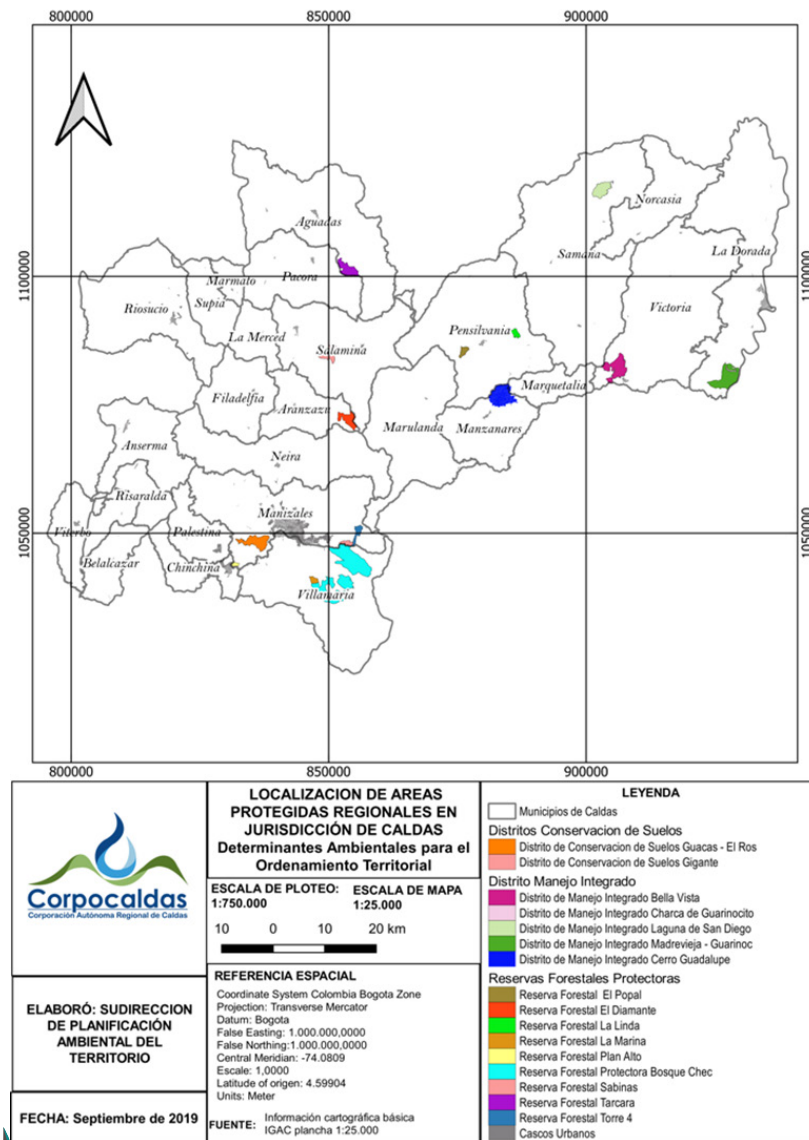 800000
850000
900000
Aguadas
Norcasia
Samaná
La Dorada
1100000
1100000
Marmato
Pacora
Riosucio
Supia
Victoria
La Merced
Pensilvania
Salamina
Marquetalia
Filadelfia
Aranzazu
Marulanda
Manzanares
Anserma
Neira
Risaralda
Manizales
Viterbo
Palestina
1050000
1050000
Belalcazar
Chinchina
Villamaria
800000
850000
900000
Corpocaldas
Corporación Autónoma Regional de Caldas
ELABORÓ: SUDIRECCION
DE PLANIFICACIÓN
AMBIENTAL DEL
TERRITORIO
FECHA: Septiembre de 2019
LOCALIZACION DE AREAS
PROTEGIDAS REGIONALES EN
JURISDICCIÓN DE CALDAS
Determinantes Ambientales para el
Ordenamiento Territorial
ESCALA DE PLOTEO:
1:750.000
ESCALA DE MAPA
1:25.000
10 0 10 20 km
REFERENCIA ESPACIAL
Coordinate System Colombia Bogota Zone
Projection: Transverse Mercator
Datum: Bogota
False Easting: 1.000.000,0000
False Northing:1.000.000,0000
Central Meridian: -74.0809
Escale: 1,0000
Latitude of origen: 4.59904
Units: Meter
FUENTE: Información cartográfica básica
IGAC plancha 1:25.000
LEYENDA
Municipios de Caldas
Distritos Conservacion de Suelos
Distrito de Conservacion de Suelos Guacas - El Ros
Distrito de Conservacion de Suelos Gigante
Distrito Manejo Integrado
Distrito de Manejo Integrado Bella Vista
Distrito de Manejo Integrado Charca de Guarinocito
Distrito de Manejo Integrado Laguna de San Diego
Distrito de Manejo Integrado Madrevieja - Guarinoc
Distrito de Manejo Integrado Cerro Guadalupe
Reservas Forestales Protectoras
Reserva Forestal El Popal
Reserva Forestal El Diamante
Reserva Forestal La Linda
Reserva Forestal La Marina
Reserva Forestal Plan Alto
Reserva Forestal Protectora Bosque Chec
Reserva Forestal Sabinas
Reserva Forestal Tarcara
Reserva Forestal Torre 4
Cascos Urbanos